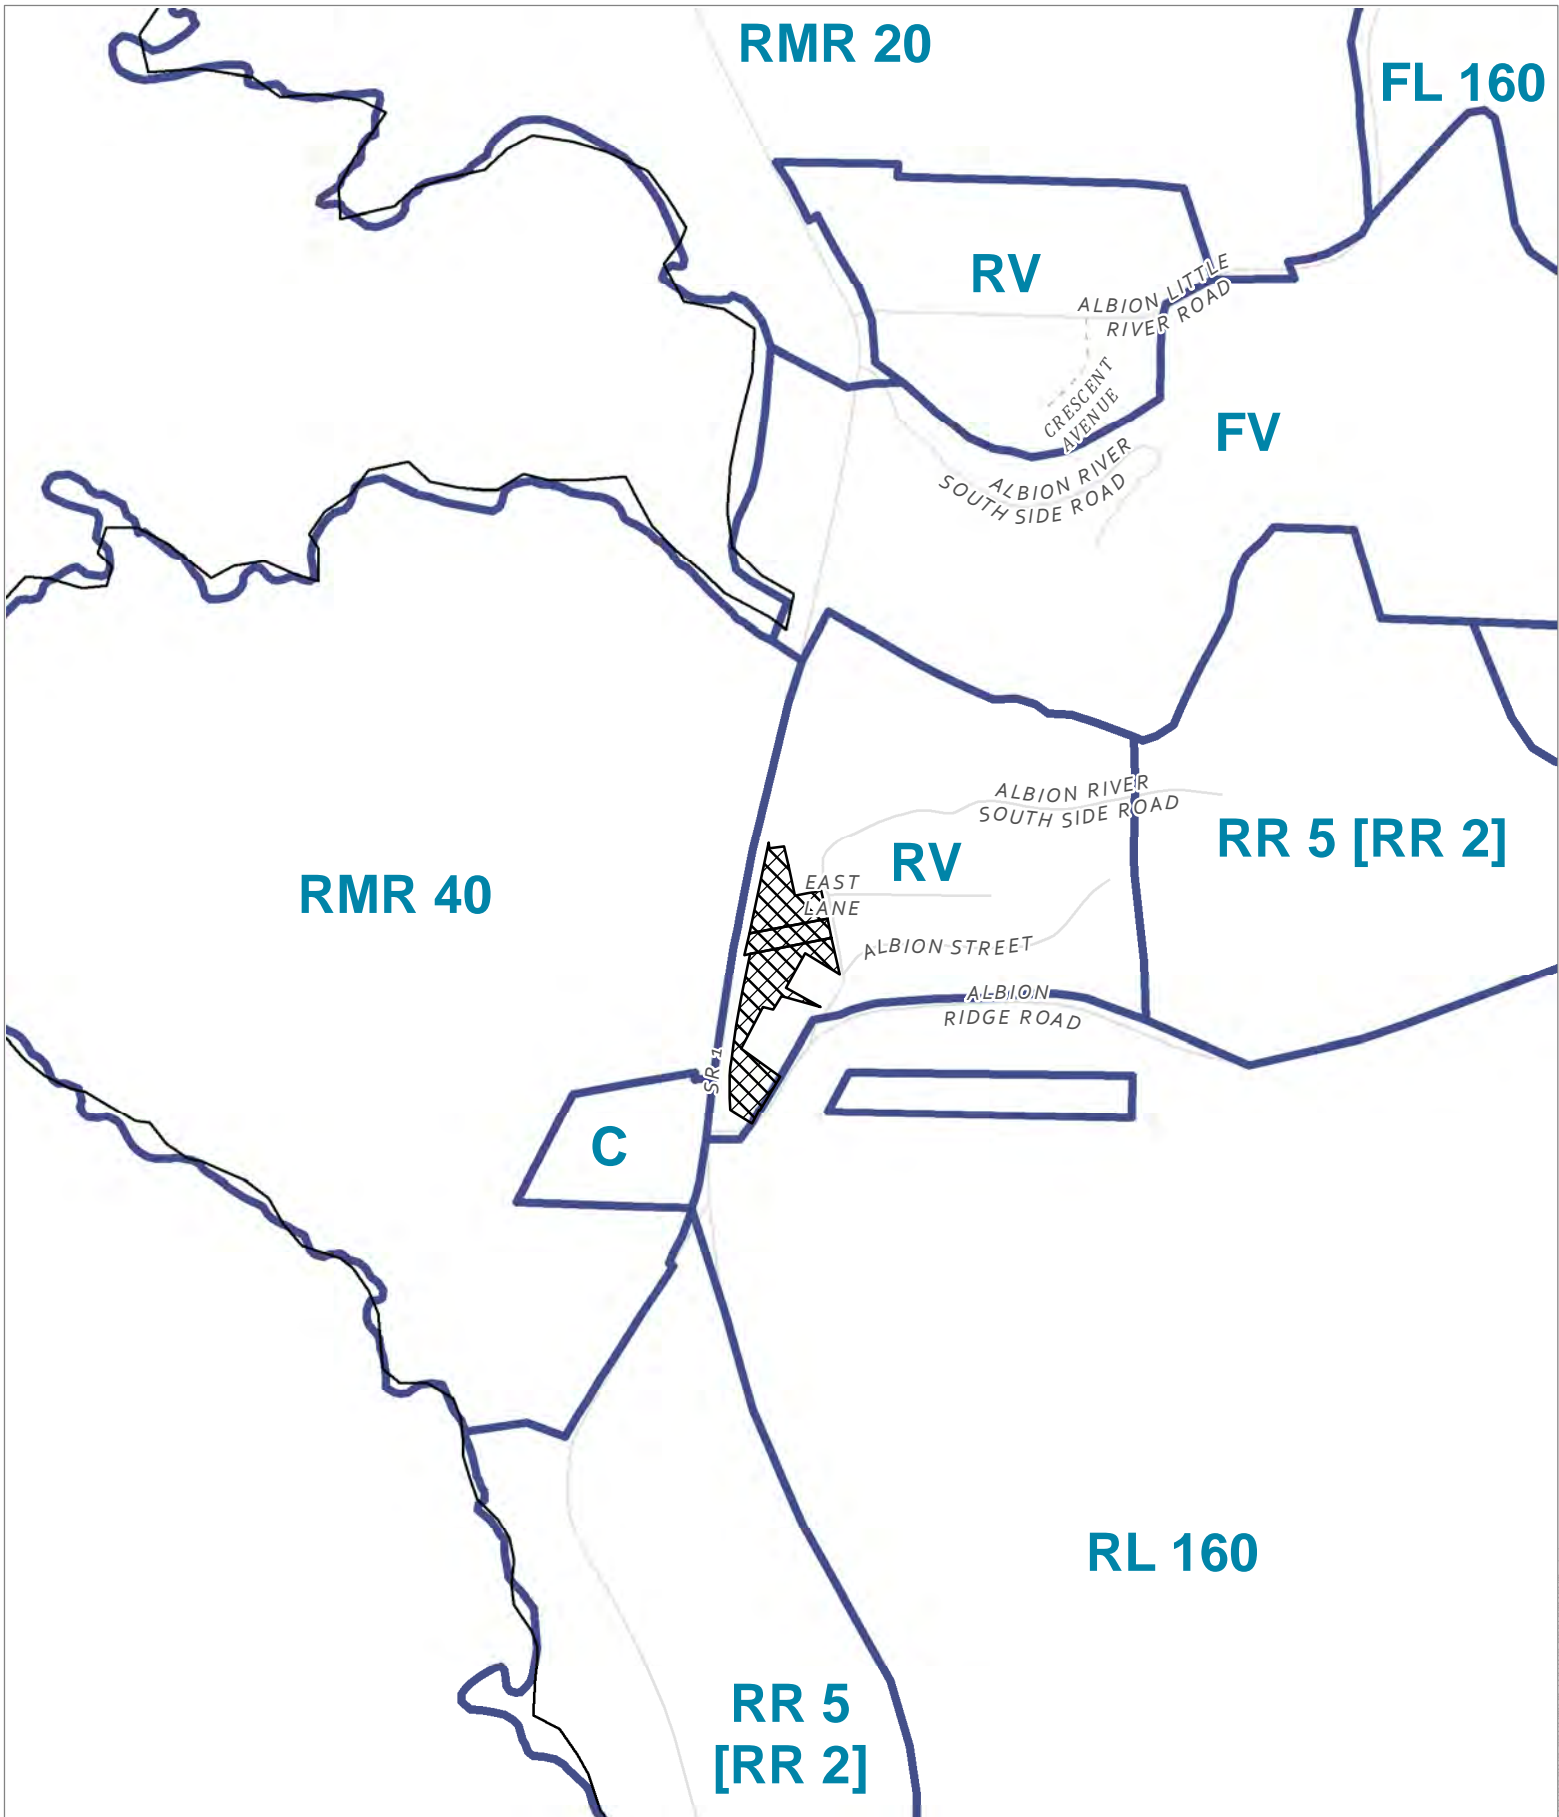 RMR 20
FL 160
RV
ALBION LITTLE
RIVER ROAD
CRESCENT
AVENUE
FV
ALBION RIVER
SOUTH SIDE ROAD
ALBION RIVER
SOUTH SIDE ROAD
RR 5 [RR 2]
RV
EAST
LANE
RMR 40
ALBION STREET
ALBION
RIDGE ROAD
SR 1
C
RL 160
RR 5
[RR 2]